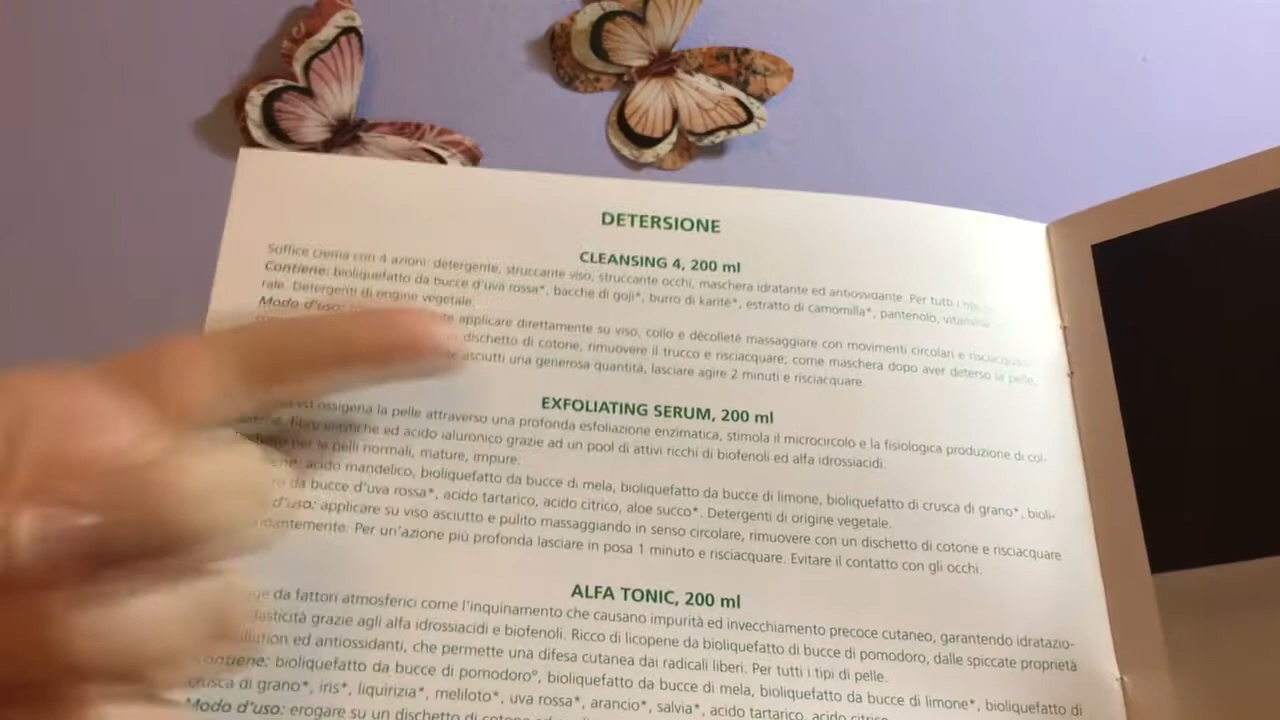 DETERSIONE
CLEANSING 4, 200 ml
Soffice crema con 4 azioni: detergente, struccante viso, struccante occhi, maschera idratante ed antiossidante. Per tutti i
Contiene: bioliquefatto da bucce d'uva rossa*, bacche di goji*, burro di karité*, estratto di camomilla*, pantenolo, vitamina
rale. Detergenti di origine vegetale.
Modo d'uso: applicare direttamente su viso, collo e décolleté massaggiare con movimenti circolari e risciacquare
dischetto di cotone, rimuovere il trucco e risciacquare; come maschera dopo aver deterso la pelle,
asciutti una generosa quantità, lasciare agire 2 minuti e risciacquare.
EXFOLIATING SERUM, 200 ml
ed ossigena la pelle attraverso una profonda esfoliazione enzimatica, stimola il microcircolo e la fisiologica produzione di col-
fibre elastiche ed acido ialuronico grazie ad un pool di attivi ricchi di biofenoli ed alfa idrossiacidi.
per le pelli normali, mature, impure.
acido mandelico, bioliquefatto da bucce di mela, bioliquefatto da bucce di limone, bioliquefatto di crusca di grano*, bioli-
da bucce d'uva rossa*, acido tartarico, acido citrico, aloe succo*. Detergenti di origine vegetale.
d'uso: applicare su viso asciutto e pulito massaggiando in senso circolare, rimuovere con un dischetto di cotone e risciacquare
Per un'azione più profonda lasciare in posa 1 minuto e risciacquare. Evitare il contatto con gli occhi.
ALFA TONIC, 200 ml
da fattori atmosferici come l'inquinamento che causano impurità ed invecchiamento precoce cutaneo, garantendo idratazio-
lasticità grazie agli alfa idrossiacidi e biofenoli. Ricco di licopene da bioliquefatto di bucce di pomodoro, dalle spiccate proprietà
ed antiossidanti, che permette una difesa cutanea dai radicali liberi. Per tutti i tipi di pelle.
Contiene: bioliquefatto da bucce di pomodoro°, bioliquefatto da bucce di mela, bioliquefatto da bucce di limone*, bioliquefatto di
crusca di grano*, iris*, liquirizia*, meliloto*, uva rossa*, arancio*, salvia*, acido tartarico, acido citrico
Modo d'uso: erogare su un dischetto di cotone